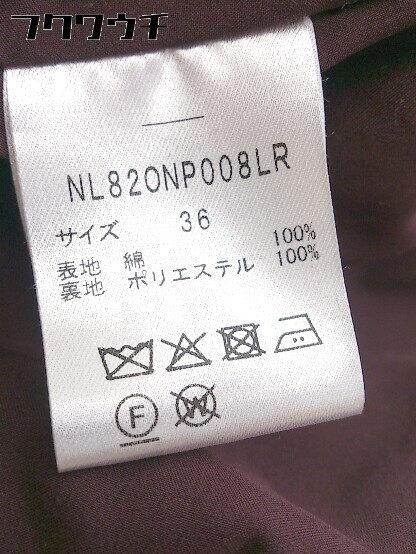 フクワウチ
NL82ONP008LR
サイズ 36
表地 綿 100%
裏地 ポリエステル 100%
F
W